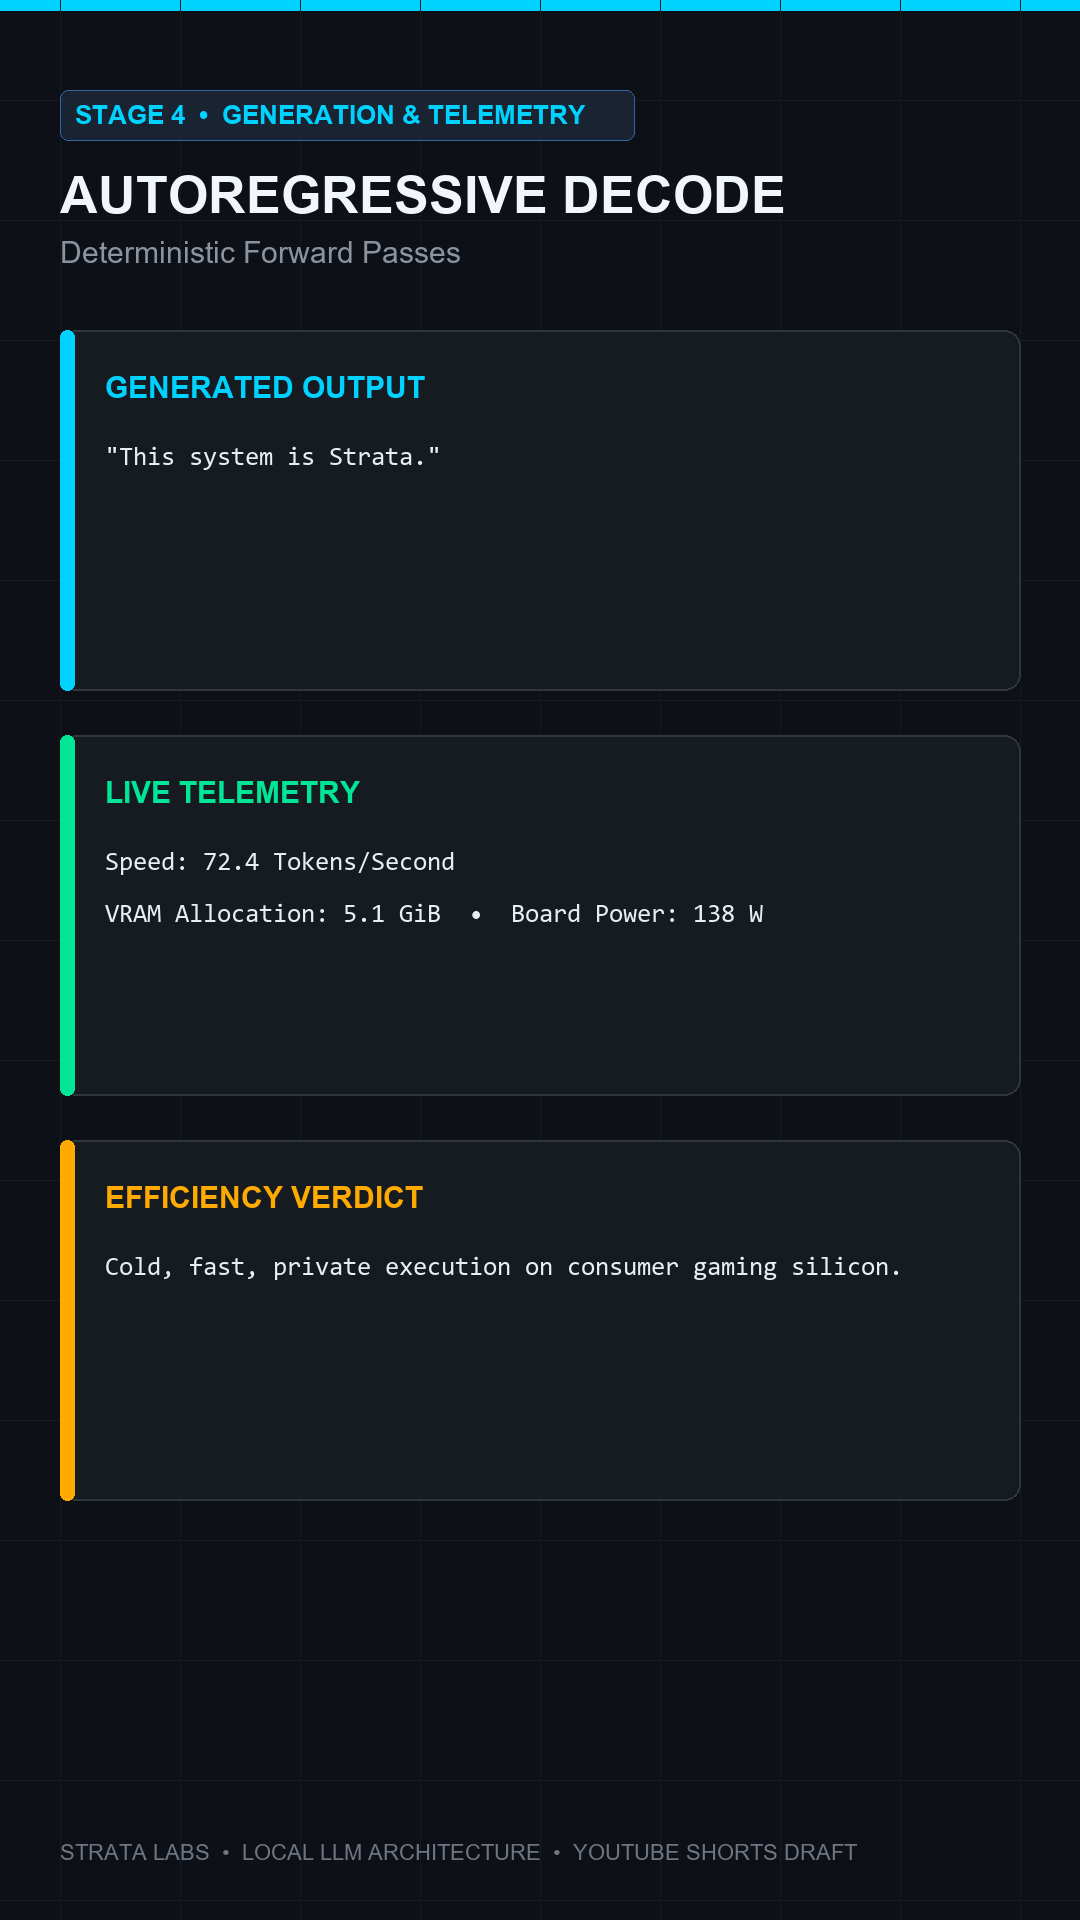 STAGE 4 • GENERATION & TELEMETRY
AUTOREGRESSIVE DECODE
Deterministic Forward Passes
GENERATED OUTPUT
"This system is Strata."
LIVE TELEMETRY
Speed: 72.4 Tokens/Second
VRAM Allocation: 5.1 GiB • Board Power: 138 W
EFFICIENCY VERDICT
Cold, fast, private execution on consumer gaming silicon.
STRATA LABS • LOCAL LLM ARCHITECTURE • YOUTUBE SHORTS DRAFT